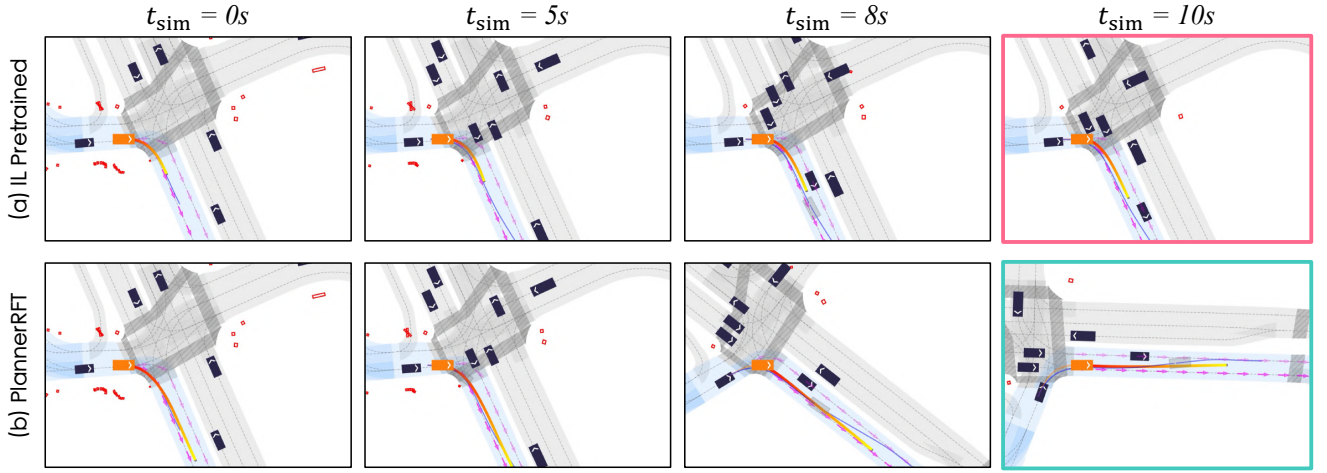 t_sim = 0s
t_sim = 5s
t_sim = 8s
t_sim = 10s
(a) IL Pretrained
(b) PlannerRFT